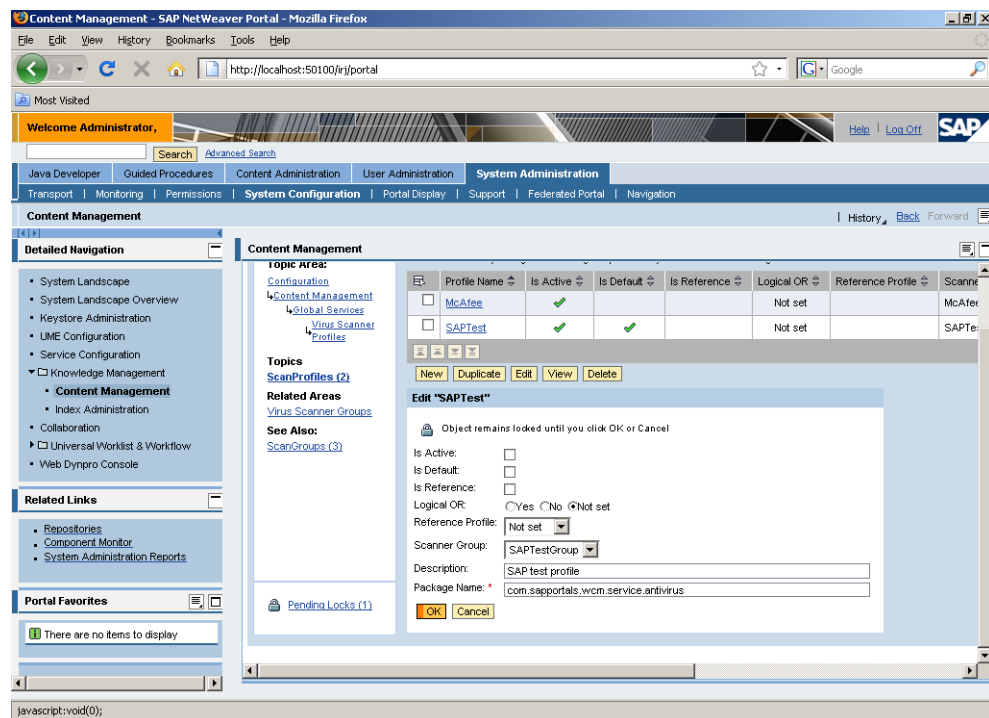 Content Management - SAP NetWeaver Portal - Mozilla Firefox
File Edit View History Bookmarks Tools Help
http://localhost:50100/irj/portal
G Google
Most Visited
Welcome Administrator,
Help | Log Off
SAP
Search Advanced Search
Java Developer Guided Procedures Content Administration User Administration System Administration
Transport | Monitoring | Permissions | System Configuration | Portal Display | Support | Federated Portal | Navigation
Content Management
| History Back Forward
Detailed Navigation
System Landscape
System Landscape Overview
Keystore Administration
UME Configuration
Service Configuration
Knowledge Management
Content Management
Index Administration
Collaboration
Universal Worklist & Workflow
Web Dynpro Console
Related Links
Repositories
Component Monitor
System Administration Reports
Portal Favorites
There are no items to display
Content Management
Topic Area:
Configuration
Content Management
Global Services
Virus Scanner
Profiles
Topics
ScanProfiles (2)
Related Areas
Virus Scanner Groups
See Also:
ScanGroups (3)
Pending Locks (1)
Profile Name Is Active Is Default Is Reference Logical OR Reference Profile Scanne
McAfee Not set McAfe
SAPTest Not set SAPTe
New Duplicate Edit View Delete
Edit "SAPTest"
Object remains locked until you click OK or Cancel
Is Active:
Is Default:
Is Reference:
Logical OR: Yes No Not set
Reference Profile: Not set
Scanner Group: SAPTestGroup
Description: SAP test profile
Package Name: * com.sapportals.wcm.service.antivirus
OK Cancel
javascript:void(0);